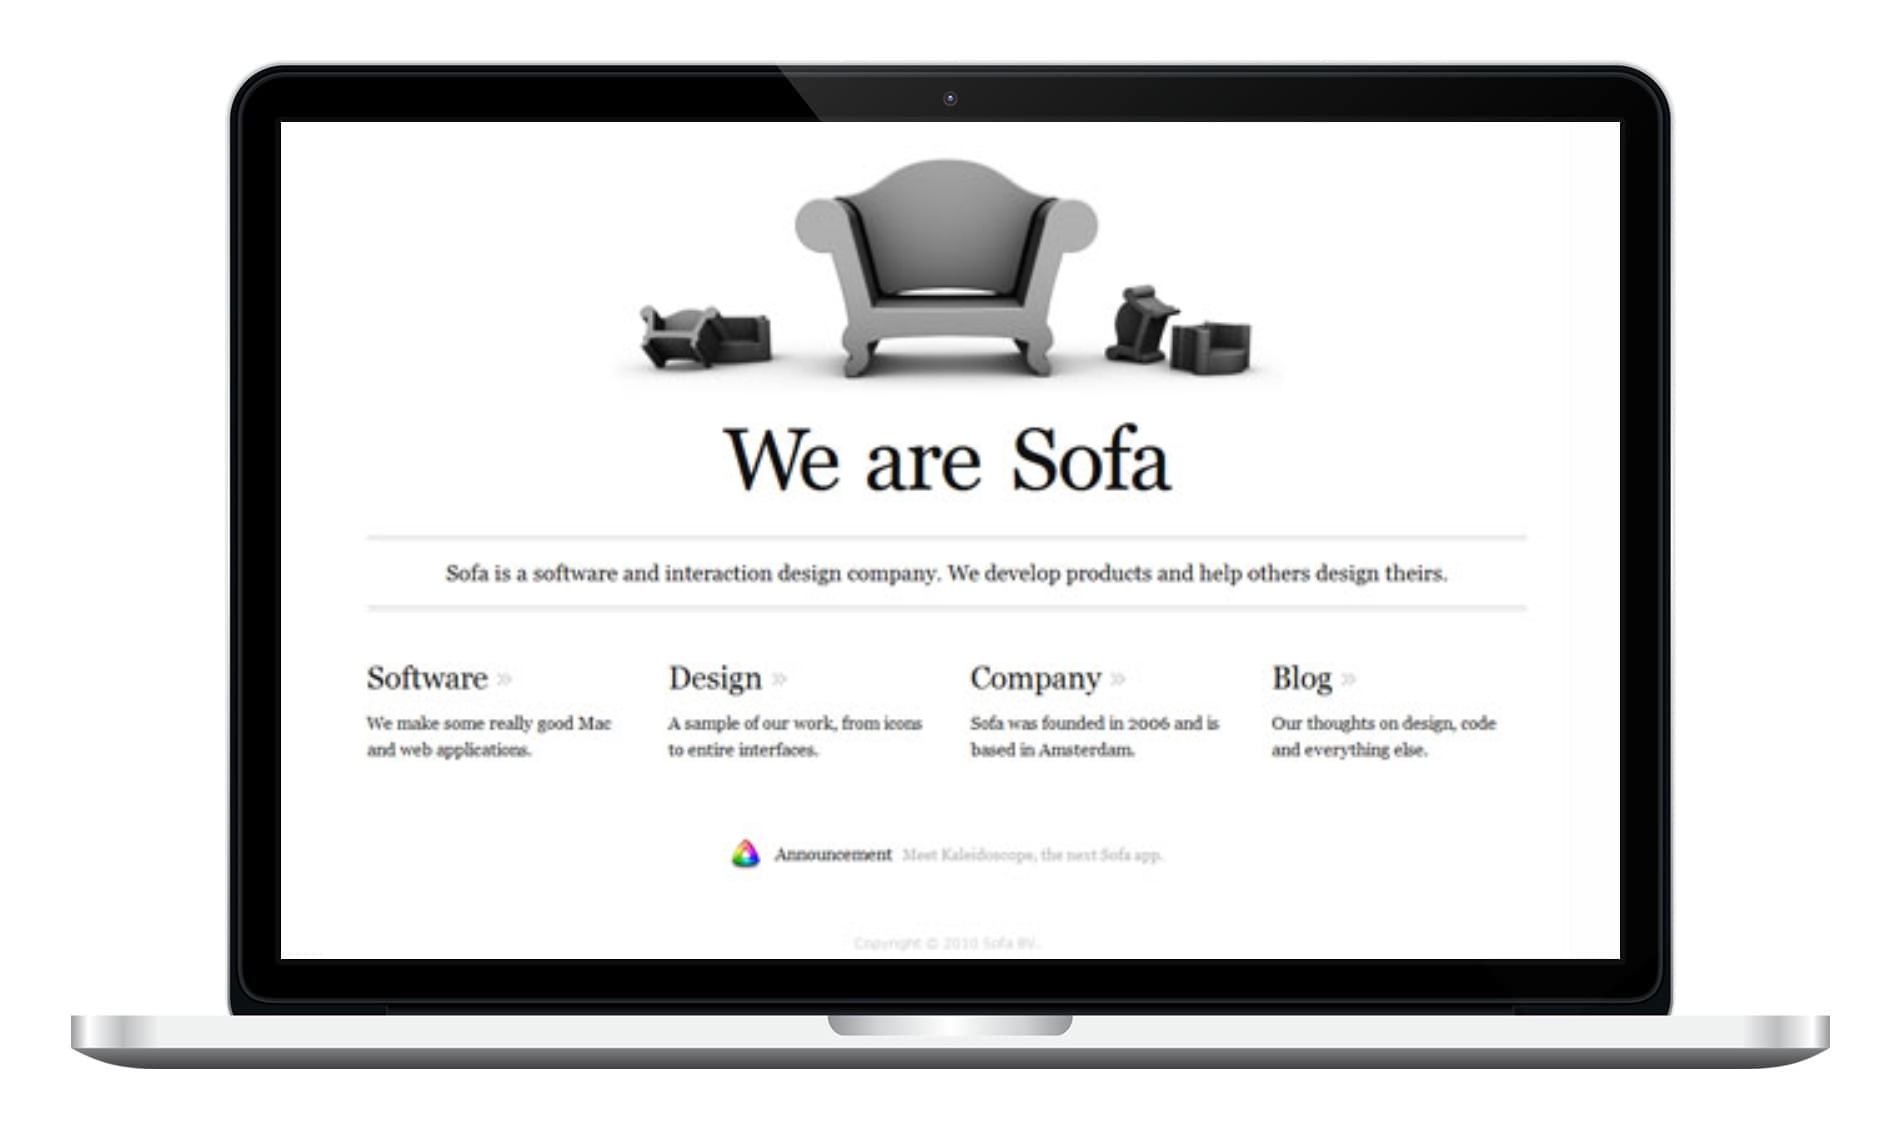 We are Sofa
Sofa is a software and interaction design company. We develop products and help others design theirs.
Software »
We make some really good Mac
and web applications.
Design »
A sample of our work, from icons
to entire interfaces.
Company »
Sofa was founded in 2006 and is
based in Amsterdam.
Blog »
Our thoughts on design, code
and everything else.
Announcement Meet Kaleidoscope, the next Sofa app.
Copyright © 2010 Sofa BV.